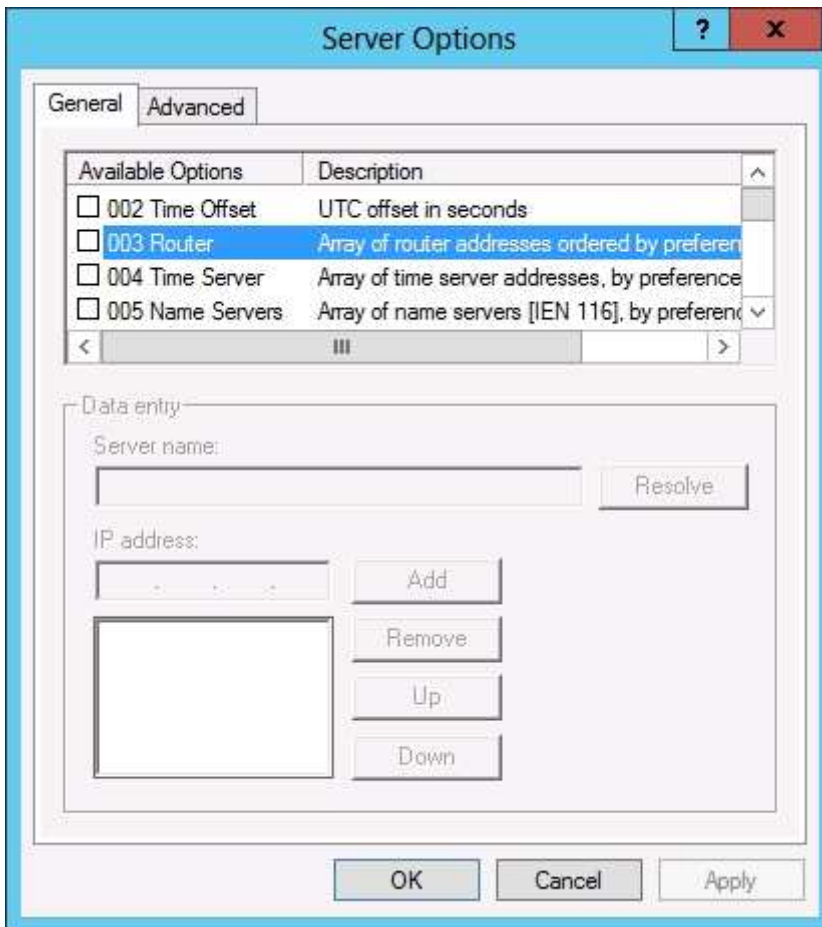 Server Options
?
x
General Advanced
Available Options Description
002 Time Offset UTC offset in seconds
003 Router Array of router addresses ordered by preferen
004 Time Server Array of time server addresses, by preference
005 Name Servers Array of name servers [IEN 116], by preferenc
Data entry
Server name:
Resolve
IP address:
. . .
Add
Remove
Up
Down
OK Cancel Apply